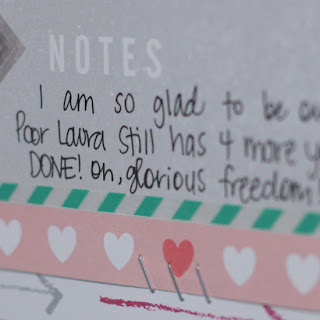 NOTES
I am so glad to be
Poor Laura still has 4 more
DONE! Oh, glorious freedom!